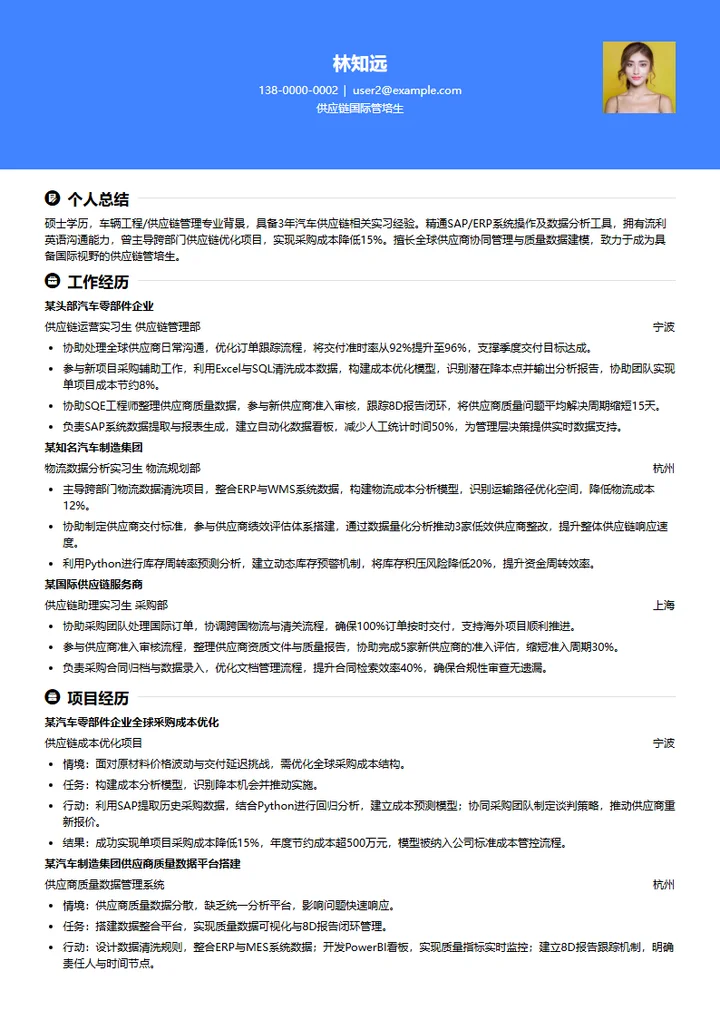 林知远
138-0000-0002 | user2@example.com
供应链国际管培生
个人总结
硕士学历，车辆工程/供应链管理专业背景，具备3年汽车供应链相关实习经验。精通SAP/ERP系统操作及数据分析工具，拥有流利
英语沟通能力，曾主导跨部门供应链优化项目，实现采购成本降低15%。擅长全球供应商协同管理与质量数据建模，致力于成为具
备国际视野的供应链管培生。
工作经历
某头部汽车零部件企业
供应链运营实习生 供应链管理部 宁波
• 协助处理全球供应商日常沟通，优化订单跟踪流程，将交付准时率从92%提升至96%，支撑季度交付目标达成。
• 参与新项目采购辅助工作，利用Excel与SQL清洗成本数据，构建成本优化模型，识别潜在降本点并输出分析报告，协助团队实现
单项目成本节约8%。
• 协助SQE工程师整理供应商质量数据，参与新供应商准入审核，跟踪8D报告闭环，将供应商质量问题平均解决周期缩短15天。
• 负责SAP系统数据提取与报表生成，建立自动化数据看板，减少人工统计时间50%，为管理层决策提供实时数据支持。
某知名汽车制造集团
物流数据分析实习生 物流规划部 杭州
• 主导跨部门物流数据清洗项目，整合ERP与WMS系统数据，构建物流成本分析模型，识别运输路径优化空间，降低物流成本
12%。
• 协助制定供应商交付标准，参与供应商绩效评估体系搭建，通过数据量化分析推动3家低效供应商整改，提升整体供应链响应速
度。
• 利用Python进行库存周转率预测分析，建立动态库存预警机制，将库存积压风险降低20%，提升资金周转效率。
某国际供应链服务商
供应链助理实习生 采购部 上海
• 协助采购团队处理国际订单，协调跨国物流与清关流程，确保100%订单按时交付，支持海外项目顺利推进。
• 参与供应商准入审核流程，整理供应商资质文件与质量报告，协助完成5家新供应商的准入评估，缩短准入周期30%。
• 负责采购合同归档与数据录入，优化文档管理流程，提升合同检索效率40%，确保合规性审查无遗漏。
项目经历
某汽车零部件企业全球采购成本优化
供应链成本优化项目 宁波
• 情境：面对原材料价格波动与交付延迟挑战，需优化全球采购成本结构。
• 任务：构建成本分析模型，识别降本机会并推动实施。
• 行动：利用SAP提取历史采购数据，结合Python进行回归分析，建立成本预测模型；协同采购团队制定谈判策略，推动供应商重
新报价。
• 结果：成功实现单项目采购成本降低15%，年度节约成本超500万元，模型被纳入公司标准成本管控流程。
某汽车制造集团供应商质量数据平台搭建
供应商质量数据管理系统 杭州
• 情境：供应商质量数据分散，缺乏统一分析平台，影响问题快速响应。
• 任务：搭建数据整合平台，实现质量数据可视化与8D报告闭环管理。
• 行动：设计数据清洗规则，整合ERP与MES系统数据；开发PowerBI看板，实现质量指标实时监控；建立8D报告跟踪机制，明确
责任人与时间节点。